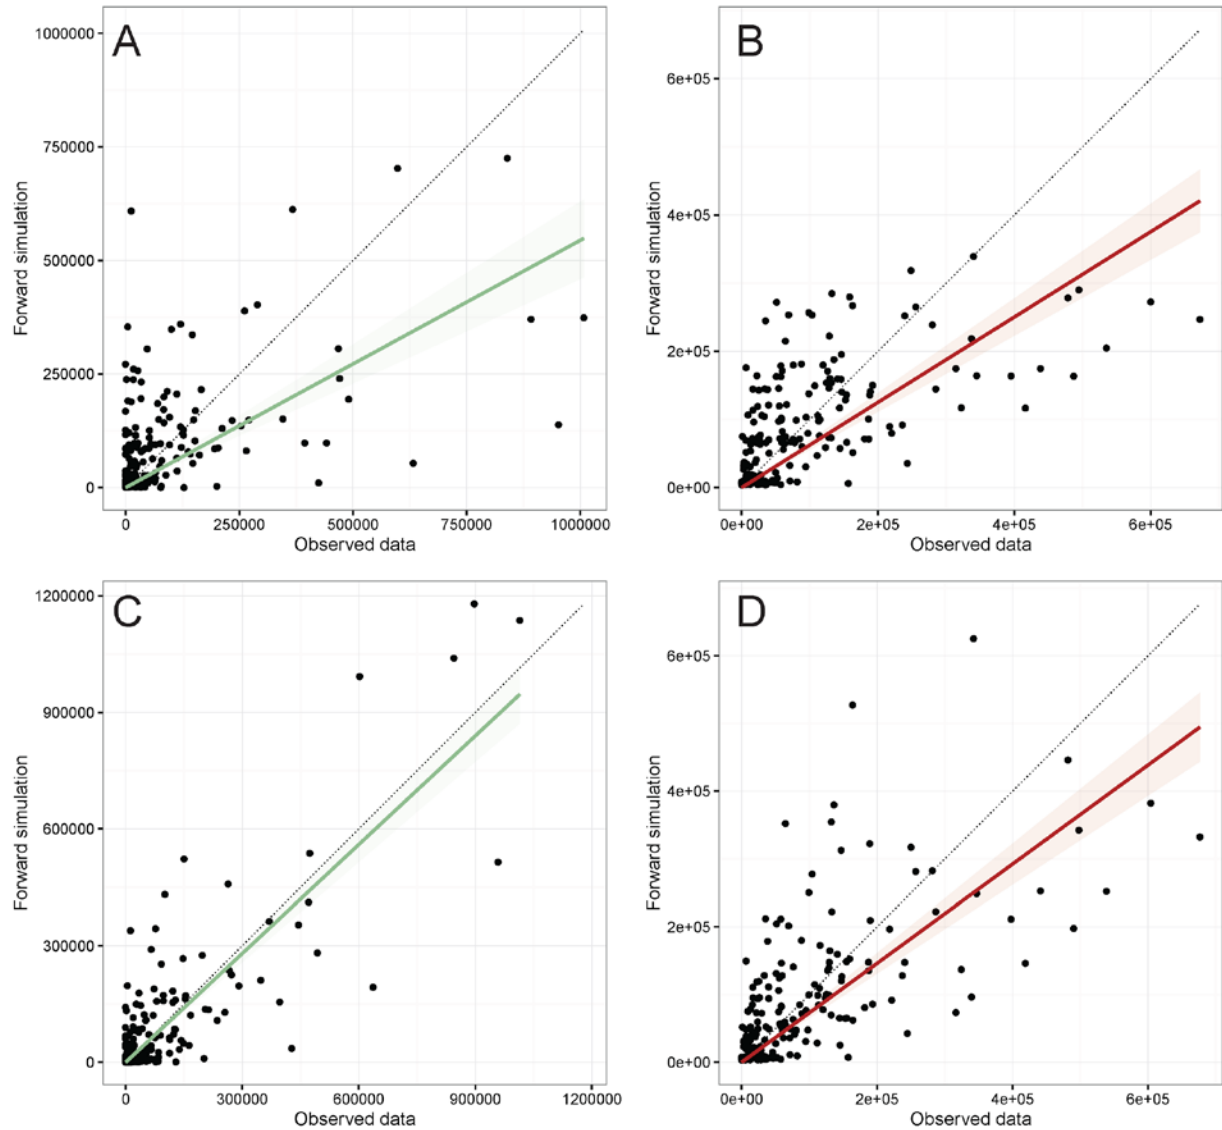 A
1000000
750000
500000
250000
0
Forward simulation
0 250000 500000 750000 1000000
Observed data
B
6e+05
4e+05
2e+05
0e+00
Forward simulation
0e+00 2e+05 4e+05 6e+05
Observed data
C
1200000
900000
600000
300000
0
Forward simulation
0 300000 600000 900000 1200000
Observed data
D
6e+05
4e+05
2e+05
0e+00
Forward simulation
0e+00 2e+05 4e+05 6e+05
Observed data